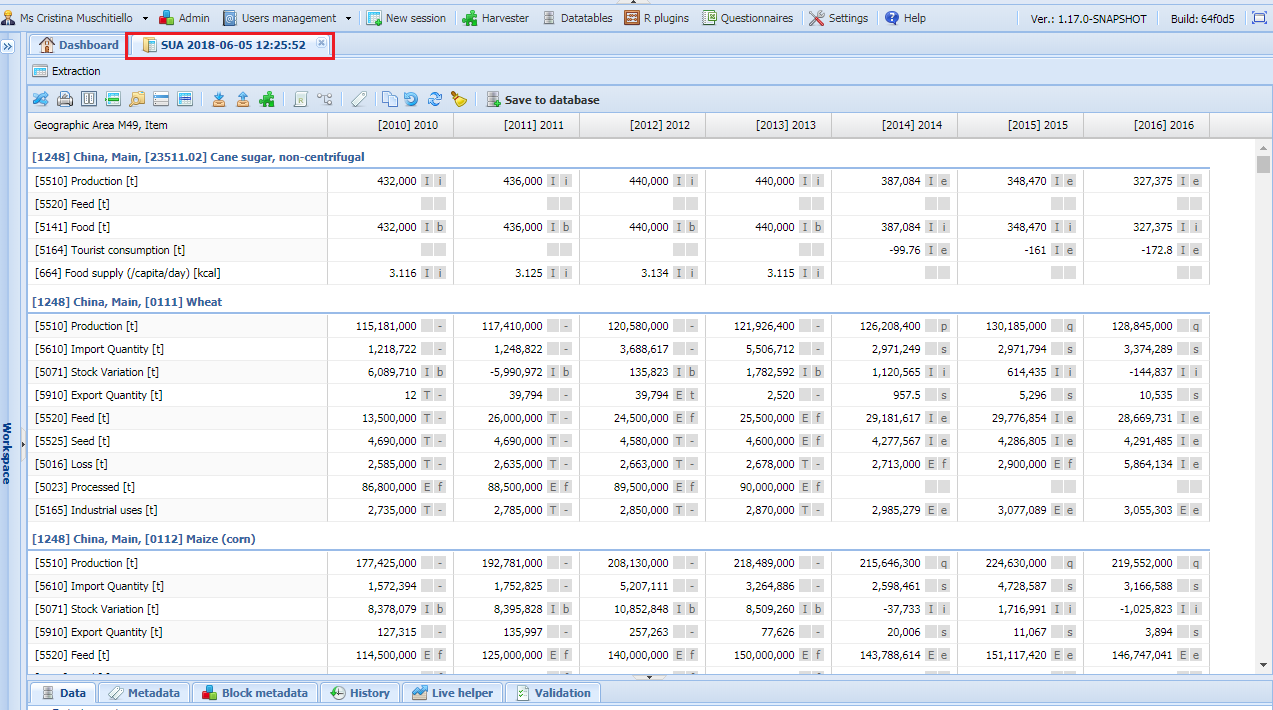 Ms Cristina Muschitiello Admin Users management New session Harvester Datatables R plugins Questionnaires Settings Help Ver.: 1.17.0-SNAPSHOT Build: 64f0d5
Dashboard SUA 2018-06-05 12:25:52
Extraction
Save to database
Geographic Area M49, Item [2010] 2010 [2011] 2011 [2012] 2012 [2013] 2013 [2014] 2014 [2015] 2015 [2016] 2016
[1248] China, Main, [23511.02] Cane sugar, non-centrifugal
[5510] Production [t] 432,000 I i 436,000 I i 440,000 I i 440,000 I i 387,084 I e 348,470 I e 327,375 I e
[5520] Feed [t]
[5141] Food [t] 432,000 I b 436,000 I b 440,000 I b 440,000 I b 387,084 I i 348,470 I i 327,375 I i
[5164] Tourist consumption [t] -99.76 I e -161 I e -172.8 I e
[664] Food supply (/capita/day) [kcal] 3.116 I i 3.125 I i 3.134 I i 3.115 I i
[1248] China, Main, [0111] Wheat
[5510] Production [t] 115,181,000 - 117,410,000 - 120,580,000 - 121,926,400 - 126,208,400 p 130,185,000 q 128,845,000 q
[5610] Import Quantity [t] 1,218,722 - 1,248,822 - 3,688,617 - 5,506,712 - 2,971,249 s 2,971,794 s 3,374,289 s
[5071] Stock Variation [t] 6,089,710 I b -5,990,972 I b 135,823 I b 1,782,592 I b 1,120,565 I i 614,435 I i -144,837 I i
[5910] Export Quantity [t] 12 T - 39,794 - 39,794 E t 2,520 - 957.5 s 5,296 s 10,535 s
[5520] Feed [t] 13,500,000 T - 26,000,000 T - 24,500,000 E f 25,500,000 E f 29,181,617 I e 29,776,854 I e 28,669,731 I e
[5525] Seed [t] 4,690,000 T - 4,690,000 T - 4,580,000 T - 4,600,000 E f 4,277,567 I e 4,286,805 I e 4,291,485 I e
[5016] Loss [t] 2,585,000 T - 2,635,000 T - 2,663,000 T - 2,678,000 T - 2,713,000 E f 2,900,000 E f 5,864,134 I e
[5023] Processed [t] 86,800,000 E f 88,500,000 E f 89,500,000 E f 90,000,000 E f
[5165] Industrial uses [t] 2,735,000 T - 2,785,000 T - 2,850,000 T - 2,870,000 T - 2,985,279 E e 3,077,089 E e 3,055,303 E e
[1248] China, Main, [0112] Maize (corn)
[5510] Production [t] 177,425,000 - 192,781,000 - 208,130,000 - 218,489,000 - 215,646,300 q 224,630,000 q 219,552,000 q
[5610] Import Quantity [t] 1,572,394 - 1,752,825 - 5,207,111 - 3,264,886 - 2,598,461 s 4,728,587 s 3,166,588 s
[5071] Stock Variation [t] 8,378,079 I b 8,395,828 I b 10,852,848 I b 8,509,260 I b -37,733 I i 1,716,991 I i -1,025,823 I i
[5910] Export Quantity [t] 127,315 - 135,997 - 257,263 - 77,626 - 20,006 s 11,067 s 3,894 s
[5520] Feed [t] 114,500,000 E f 125,000,000 E f 140,000,000 E f 150,000,000 E f 143,788,614 E e 151,117,420 E e 146,747,041 E e
Workspace
Data Metadata Block metadata History Live helper Validation